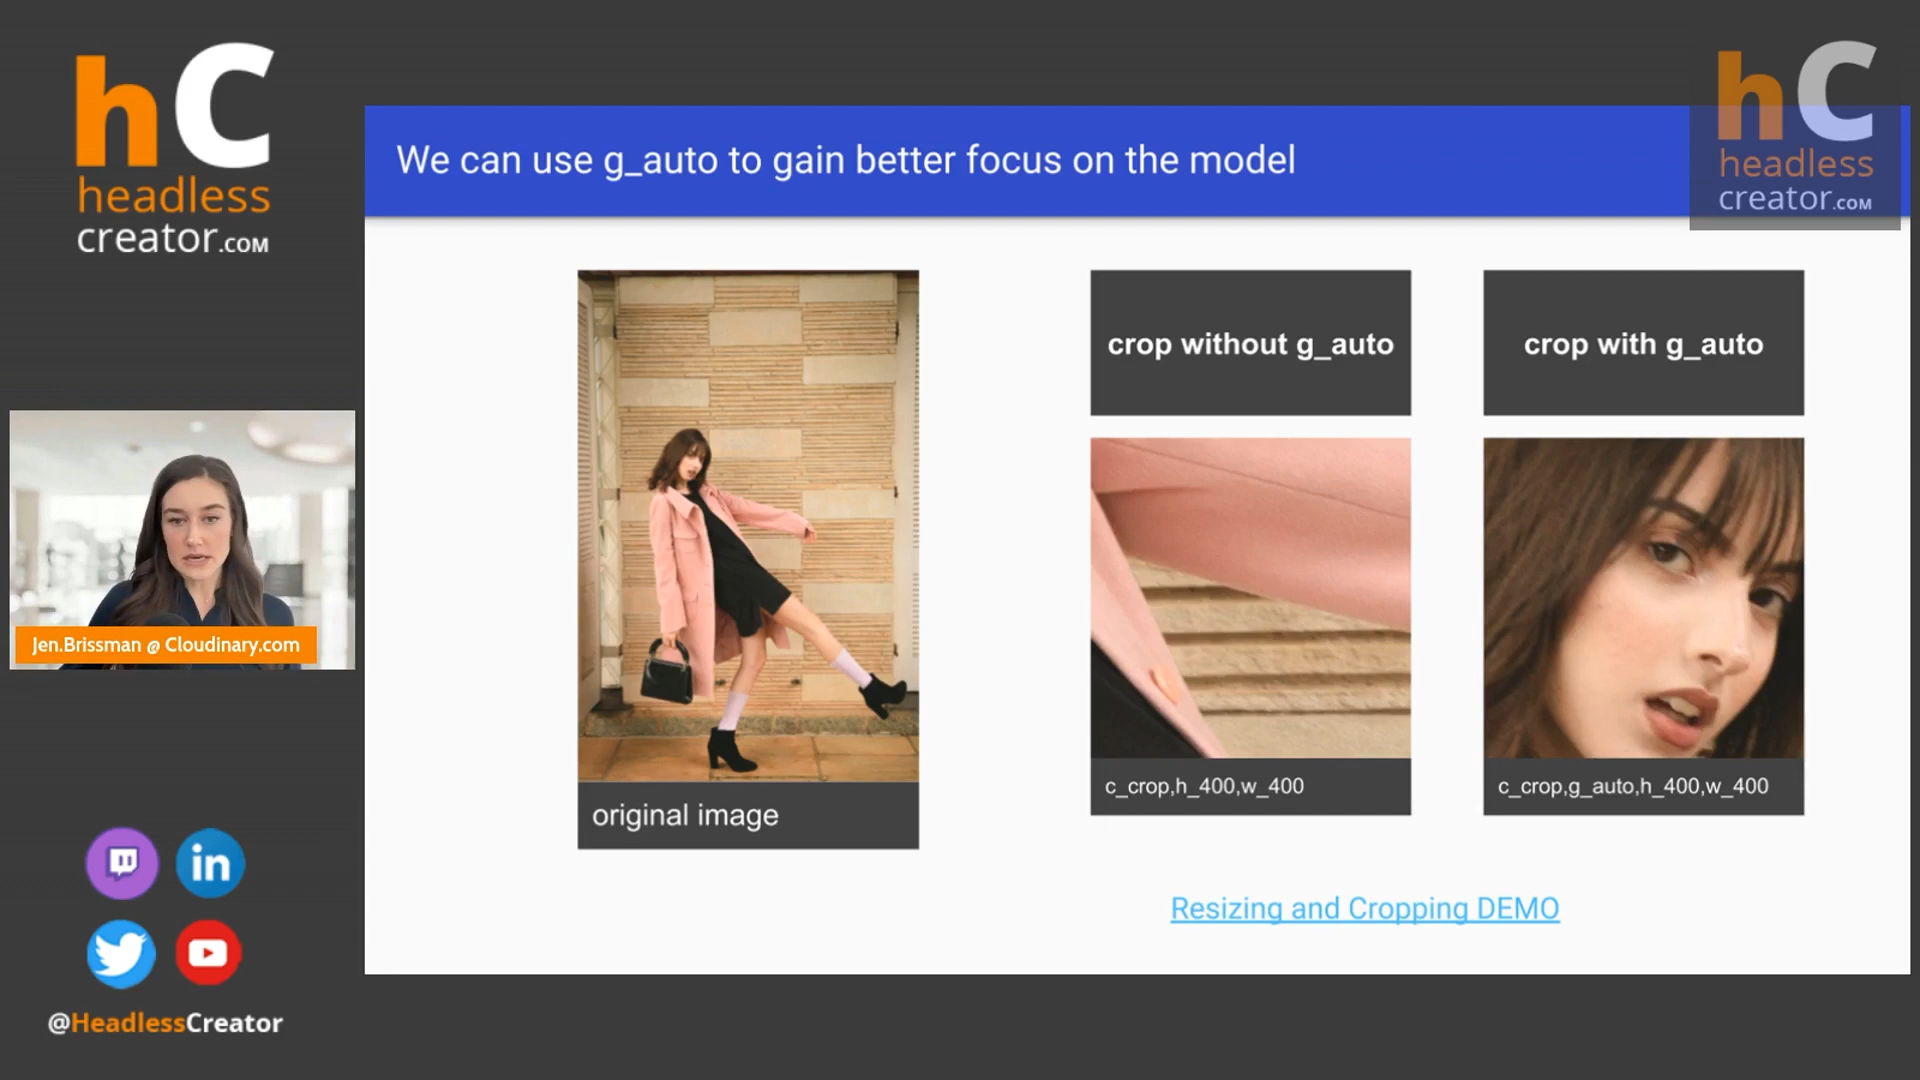 hC
headless
creator.COM
hC
headless
creator.COM
We can use g_auto to gain better focus on the model
crop without g_auto
crop with g_auto
Jen.Brissman @ Cloudinary.com
c_crop,h_400,w_400
c_crop,g_auto,h_400,w_400
original image
Resizing and Cropping DEMO
in
@HeadlessCreator